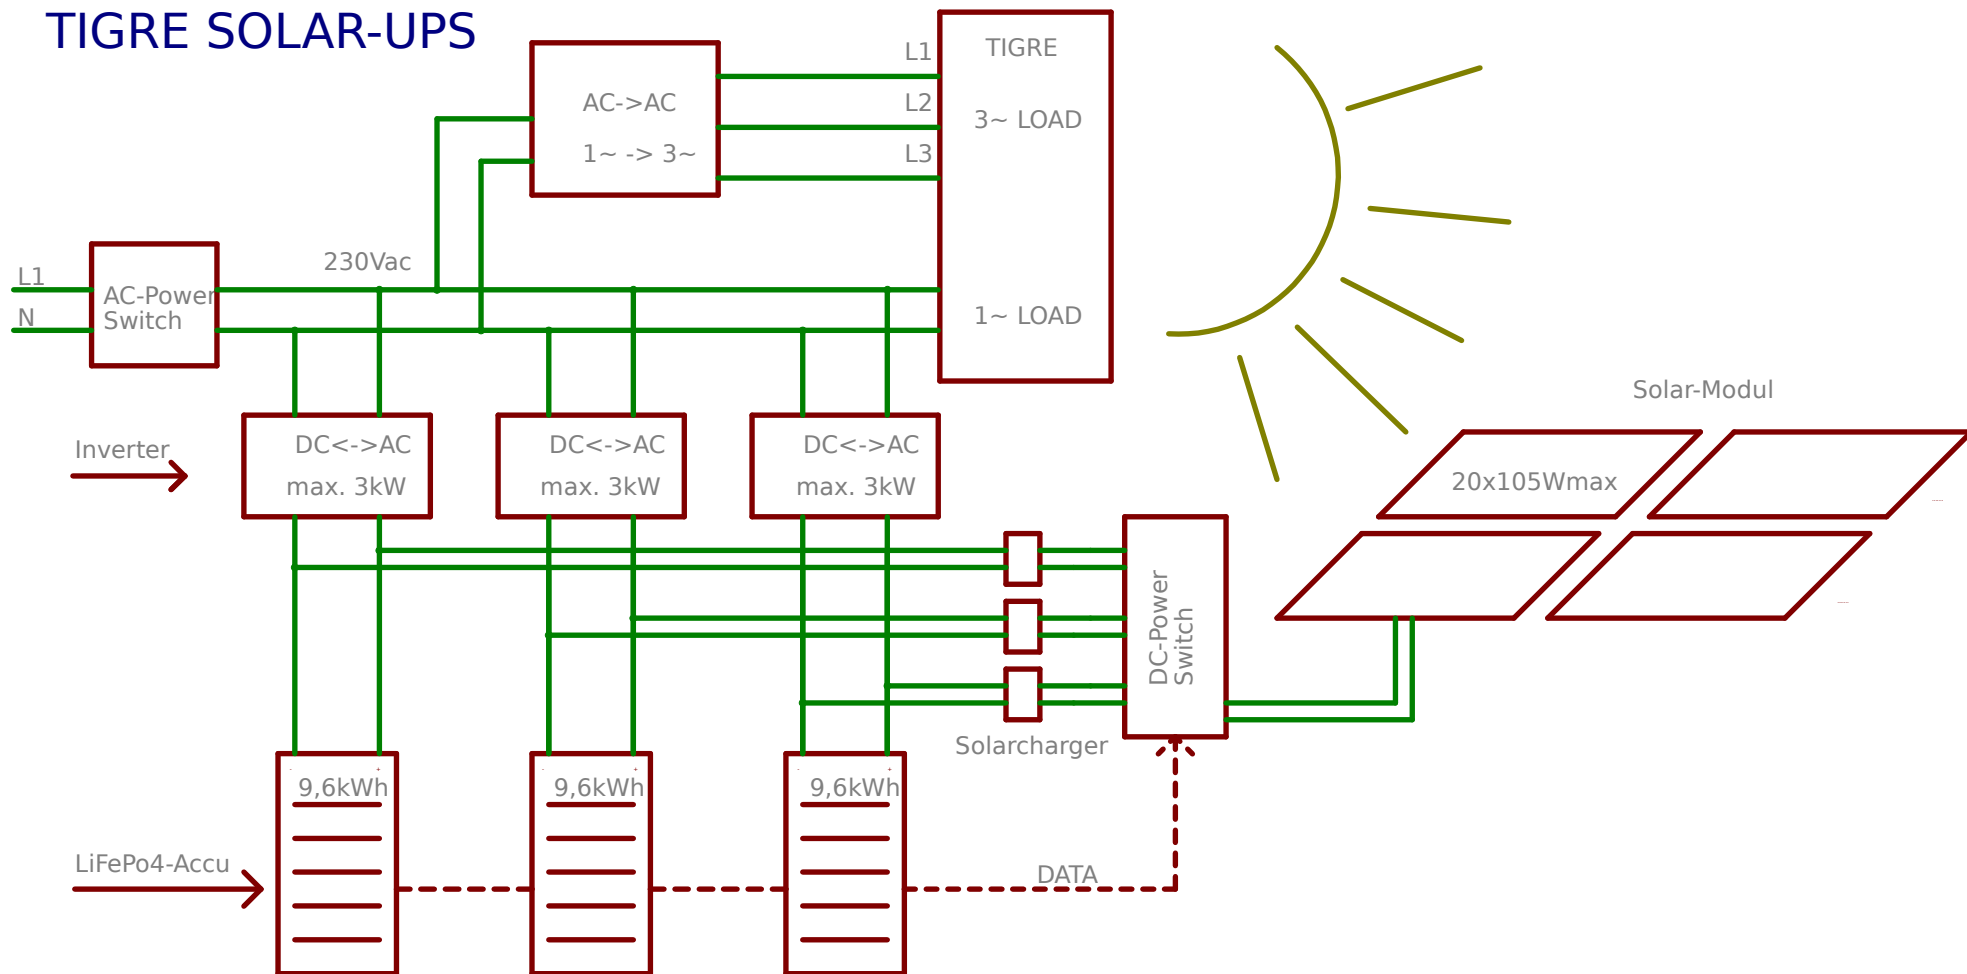 TIGRE SOLAR-UPS
L1
TIGRE
AC->AC
L2
3~ LOAD
1~ -> 3~
L3
230Vac
L1
AC-Power
N
Switch
1~ LOAD
Solar-Modul
Inverter
DC<->AC
DC<->AC
DC<->AC
max. 3kW
max. 3kW
max. 3kW
20x105Wmax
DC-Power
Switch
Solarcharger
- +
- +
- +
9,6kWh
9,6kWh
9,6kWh
LiFePo4-Accu
DATA